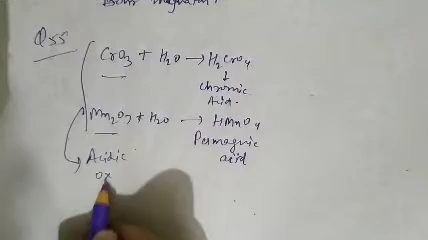 Q55
CrO3 + H2O → H2CrO4
↓
Chromic
Acid.
Mn2O7 + H2O → HMnO4
Permagnic
acid
Acidic
ox